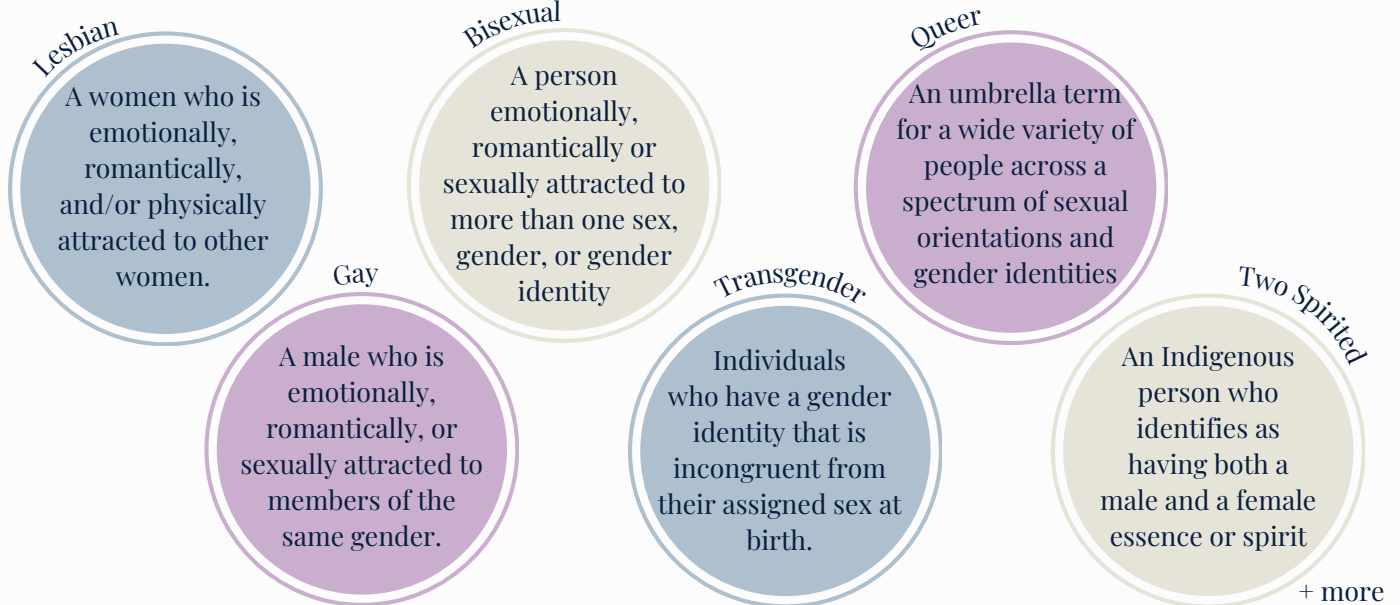 Lesbian
A women who is
emotionally,
romantically,
and/or physically
attracted to other
women.
Gay
A male who is
emotionally,
romantically, or
sexually attracted to
members of the
same gender.
Bisexual
A person
emotionally,
romantically or
sexually attracted to
more than one sex,
gender, or gender
identity
Transgender
Individuals
who have a gender
identity that is
incongruent from
their assigned sex at
birth.
Queer
An umbrella term
for a wide variety of
people across a
spectrum of sexual
orientations and
gender identities
Two Spirited
An Indigenous
person who
identifies as
having both a
male and a female
essence or spirit
+ more